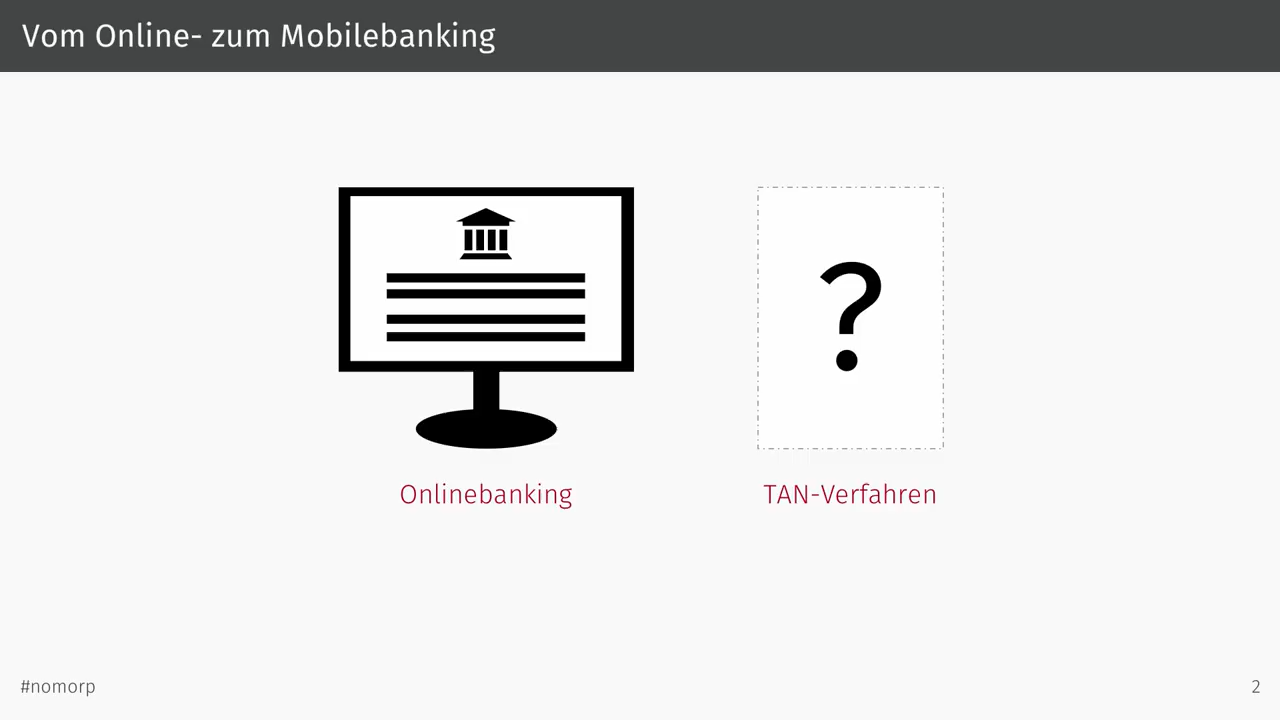 Vom Online- zum Mobilebanking
?
Onlinebanking
TAN-Verfahren
#nomorp
2